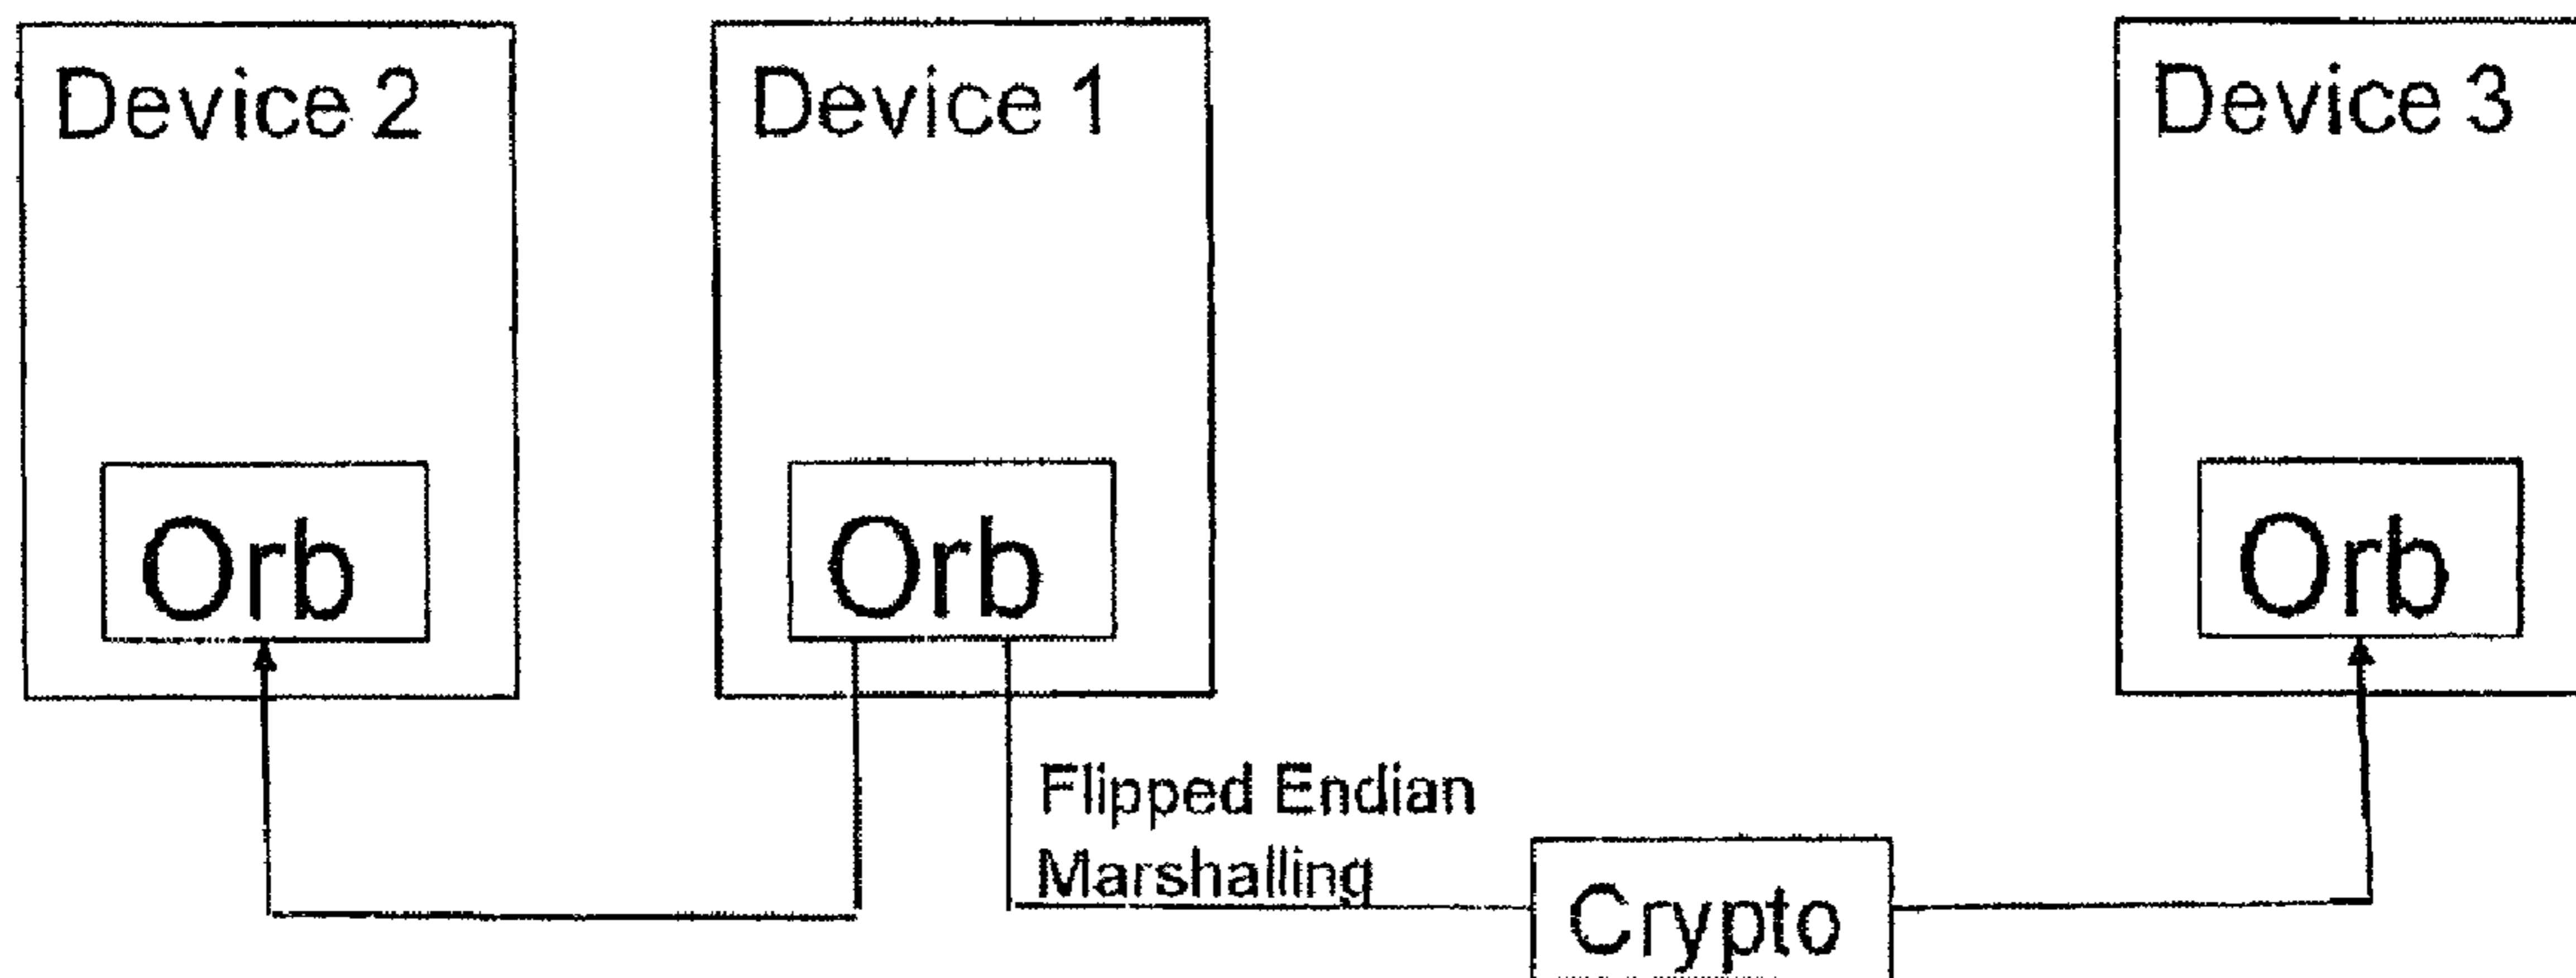 Device 2
Device 1
Device 3
Orb
Orb
Orb
Flipped Endian
Marshalling
Crypto